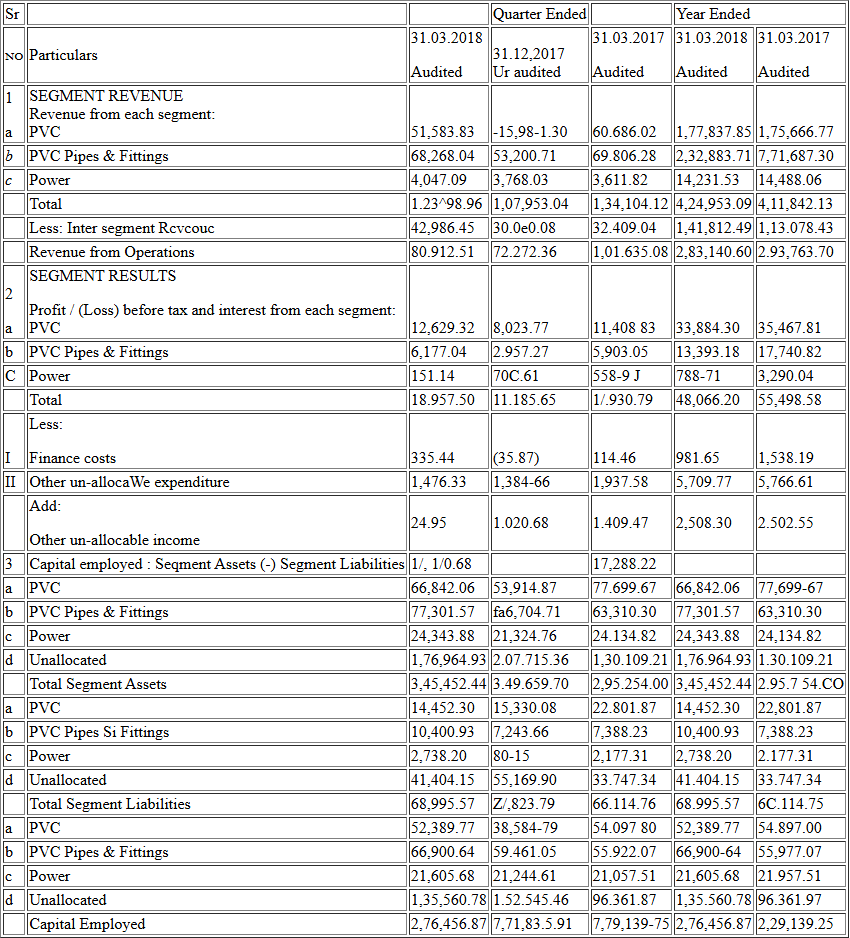 Sr Quarter Ended Year Ended
NO Particulars 31.03.2018 Audited 31.12,2017 Ur audited 31.03.2017 Audited 31.03.2018 Audited 31.03.2017 Audited
1 SEGMENT REVENUE
Revenue from each segment:
a PVC 51,583.83 -15,98-1.30 60.686.02 1,77,837.85 1,75,666.77
b PVC Pipes & Fittings 68,268.04 53,200.71 69.806.28 2,32,883.71 7,71,687.30
c Power 4,047.09 3,768.03 3,611.82 14,231.53 14,488.06
Total 1.23^98.96 1,07,953.04 1,34,104.12 4,24,953.09 4,11,842.13
Less: Inter segment Rcvcouc 42,986.45 30.0e0.08 32.409.04 1,41,812.49 1,13.078.43
Revenue from Operations 80.912.51 72.272.36 1,01.635.08 2,83,140.60 2.93,763.70
SEGMENT RESULTS
2
Profit / (Loss) before tax and interest from each segment:
a PVC 12,629.32 8,023.77 11,408 83 33,884.30 35,467.81
b PVC Pipes & Fittings 6,177.04 2.957.27 5,903.05 13,393.18 17,740.82
C Power 151.14 70C.61 558-9 J 788-71 3,290.04
Total 18.957.50 11.185.65 1/.930.79 48,066.20 55,498.58
Less:
I Finance costs 335.44 (35.87) 114.46 981.65 1,538.19
II Other un-allocaWe expenditure 1,476.33 1,384-66 1,937.58 5,709.77 5,766.61
Add:
Other un-allocable income 24.95 1.020.68 1.409.47 2,508.30 2.502.55
3 Capital employed : Seqment Assets (-) Segment Liabilities 1/, 1/0.68 17,288.22
a PVC 66,842.06 53,914.87 77.699.67 66,842.06 77,699-67
b PVC Pipes & Fittings 77,301.57 fa6,704.71 63,310.30 77,301.57 63,310.30
c Power 24,343.88 21,324.76 24.134.82 24,343.88 24,134.82
d Unallocated 1,76,964.93 2.07.715.36 1,30.109.21 1,76.964.93 1.30.109.21
Total Segment Assets 3,45,452.44 3.49.659.70 2,95.254.00 3,45,452.44 2.95.7 54.CO
a PVC 14,452.30 15,330.08 22.801.87 14,452.30 22,801.87
b PVC Pipes Si Fittings 10,400.93 7,243.66 7,388.23 10,400.93 7,388.23
c Power 2,738.20 80-15 2,177.31 2,738.20 2.177.31
d Unallocated 41,404.15 55,169.90 33.747.34 41.404.15 33.747.34
Total Segment Liabilities 68,995.57 Z/,823.79 66.114.76 68.995.57 6C.114.75
a PVC 52,389.77 38,584-79 54.097 80 52,389.77 54.897.00
b PVC Pipes & Fittings 66,900.64 59.461.05 55.922.07 66,900-64 55,977.07
c Power 21,605.68 21,244.61 21,057.51 21,605.68 21.957.51
d Unallocated 1,35,560.78 1.52.545.46 96.361.87 1,35.560.78 96.361.97
Capital Employed 2,76,456.87 7,71,83.5.91 7,79,139-75 2,76,456.87 2,29,139.25